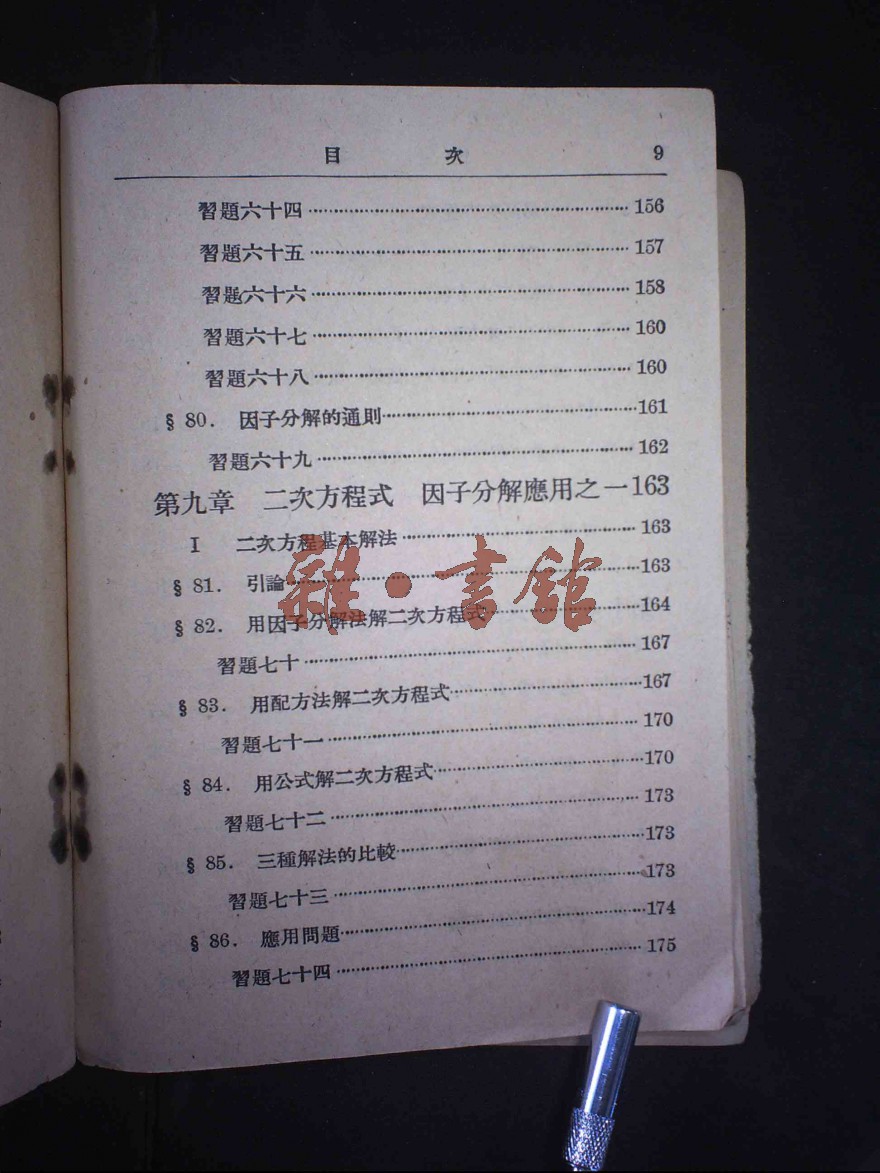 目 次 9
習題六十四 156
習題六十五 157
習題六十六 158
習題六十七 160
習題六十八 160
§ 80. 因子分解的通則 161
習題六十九 162
第九章 二次方程式 因子分解應用之一 163
I 二次方程基本解法 163
§ 81. 引論 163
§ 82. 用因子分解法解二次方程式 164
習題七十 167
§ 83. 用配方法解二次方程式 167
習題七十一 170
§ 84. 用公式解二次方程式 170
習題七十二 173
§ 85. 三種解法的比較 173
習題七十三 173
§ 86. 應用問題 174
習題七十四 175
雜·書館